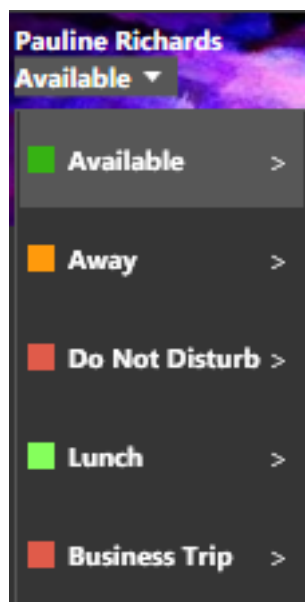 Pauline Richards
Available ▼
Available >
Away >
Do Not Disturb >
Lunch >
Business Trip >